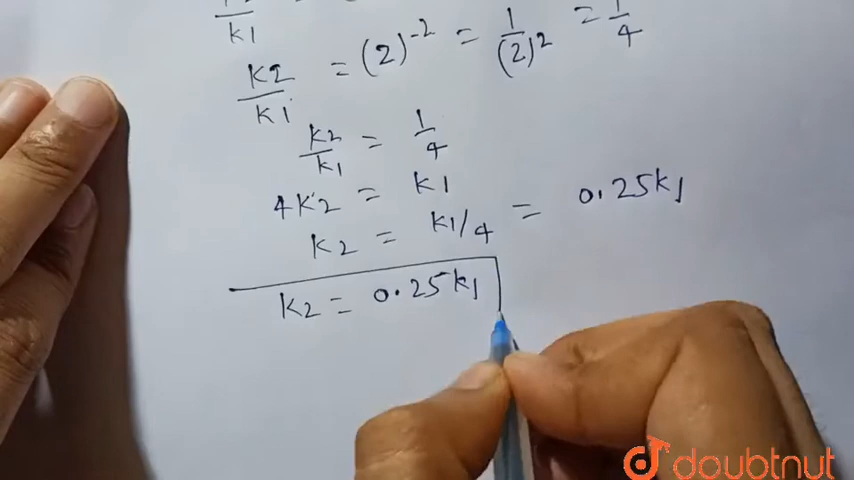 k1
k2/k1 = (2)^-2 = 1/(2)^2 = 1/4
k2/k1 = 1/4
4k2 = k1
k2 = k1/4 = 0.25k1
k2 = 0.25k1
doubtnut